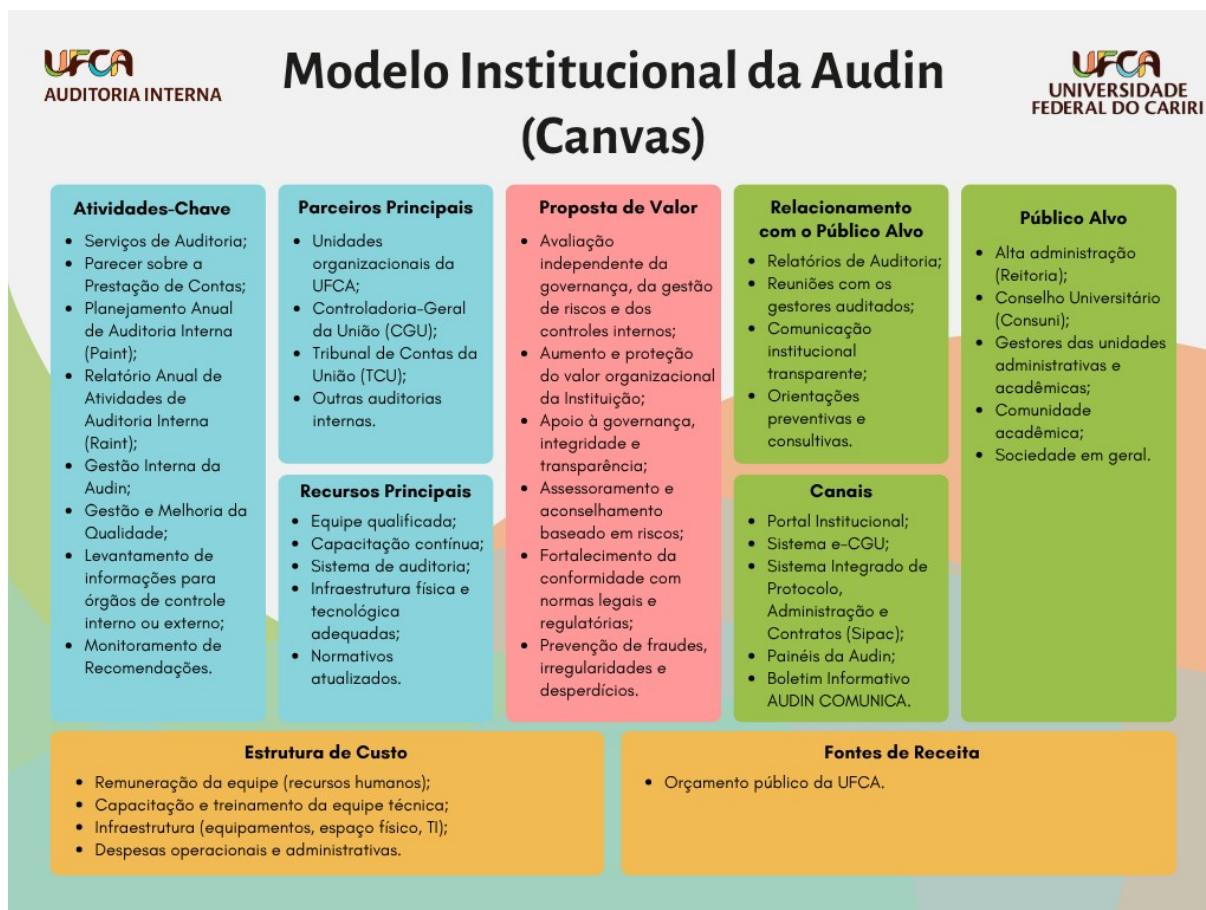 UFCA
AUDITORIA INTERNA
Modelo Institucional da Audin
(Canvas)
UFCA
UNIVERSIDADE
FEDERAL DO CARIRI
Atividades-Chave
• Serviços de Auditoria;
• Parecer sobre a
Prestação de Contas;
• Planejamento Anual
de Auditoria Interna
(Paint);
• Relatório Anual de
Atividades de
Auditoria Interna
(Raint);
• Gestão Interna da
Audin;
• Gestão e Melhoria da
Qualidade;
• Levantamento de
informações para
órgãos de controle
interno ou externo;
• Monitoramento de
Recomendações.
Parceiros Principais
• Unidades
organizacionais da
UFCA;
• Controladoria-Geral
da União (CGU);
• Tribunal de Contas da
União (TCU);
• Outras auditorias
internas.
Recursos Principais
• Equipe qualificada;
• Capacitação contínua;
• Sistema de auditoria;
• Infraestrutura física e
tecnológica
adequadas;
• Normativos
atualizados.
Proposta de Valor
• Avaliação
independente da
governança, da gestão
de riscos e dos
controles internos;
• Aumento e proteção
do valor organizacional
da Instituição;
• Apoio à governança,
integridade e
transparência;
• Assessoramento e
aconselhamento
baseado em riscos;
• Fortalecimento da
conformidade com
normas legais e
regulatórias;
• Prevenção de fraudes,
irregularidades e
desperdícios.
Relacionamento
com o Público Alvo
• Relatórios de Auditoria;
• Reuniões com os
gestores auditados;
• Comunicação
institucional
transparente;
• Orientações
preventivas e
consultivas.
Canais
• Portal Institucional;
• Sistema e-CGU;
• Sistema Integrado de
Protocolo,
Administração e
Contratos (Sipac);
• Painéis da Audin;
• Boletim Informativo
AUDIN COMUNICA.
Público Alvo
• Alta administração
(Reitoria);
• Conselho Universitário
(Consuni);
• Gestores das unidades
administrativas e
acadêmicas;
• Comunidade
acadêmica;
• Sociedade em geral.
Estrutura de Custo
• Remuneração da equipe (recursos humanos);
• Capacitação e treinamento da equipe técnica;
• Infraestrutura (equipamentos, espaço físico, TI);
• Despesas operacionais e administrativas.
Fontes de Receita
• Orçamento público da UFCA.